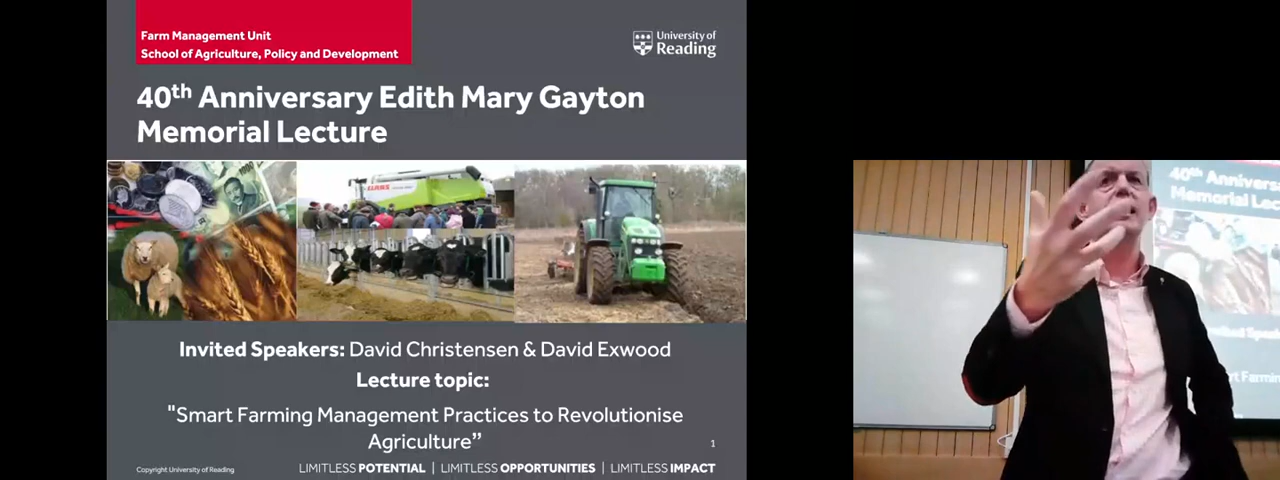 Farm Management Unit
School of Agriculture, Policy and Development
University of
Reading
40th Anniversary Edith Mary Gayton
Memorial Lecture
CLAAS
Invited Speakers: David Christensen & David Exwood
Lecture topic:
"Smart Farming Management Practices to Revolutionise
Agriculture”
1
Copyright University of Reading
LIMITLESS POTENTIAL | LIMITLESS OPPORTUNITIES | LIMITLESS IMPACT
40th Annivers
Memorial Lec